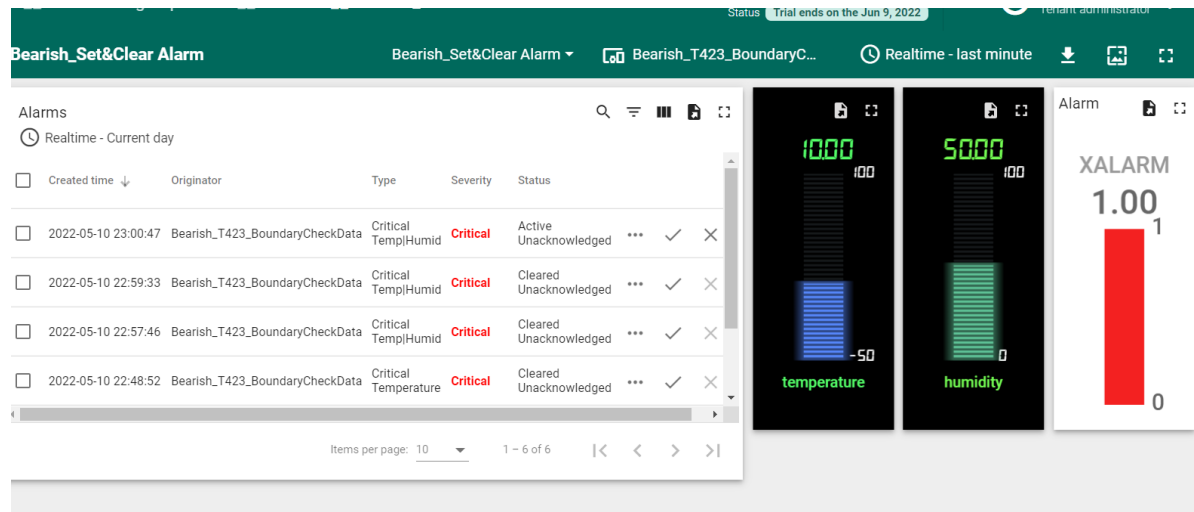 Status Trial ends on the Jun 9, 2022
Tenant administrator
Bearish_Set&Clear Alarm
Bearish_Set&Clear Alarm
Bearish_T423_BoundaryC...
Realtime - last minute
Alarms
Realtime - Current day
Created time Originator Type Severity Status
2022-05-10 23:00:47 Bearish_T423_BoundaryCheckData Critical Temp|Humid Critical Active Unacknowledged
2022-05-10 22:59:33 Bearish_T423_BoundaryCheckData Critical Temp|Humid Critical Cleared Unacknowledged
2022-05-10 22:57:46 Bearish_T423_BoundaryCheckData Critical Temp|Humid Critical Cleared Unacknowledged
2022-05-10 22:48:52 Bearish_T423_BoundaryCheckData Critical Temperature Critical Cleared Unacknowledged
Items per page: 10 1 – 6 of 6
10.00
100
-50
temperature
50.00
100
0
humidity
Alarm
XALARM
1.00
1
0